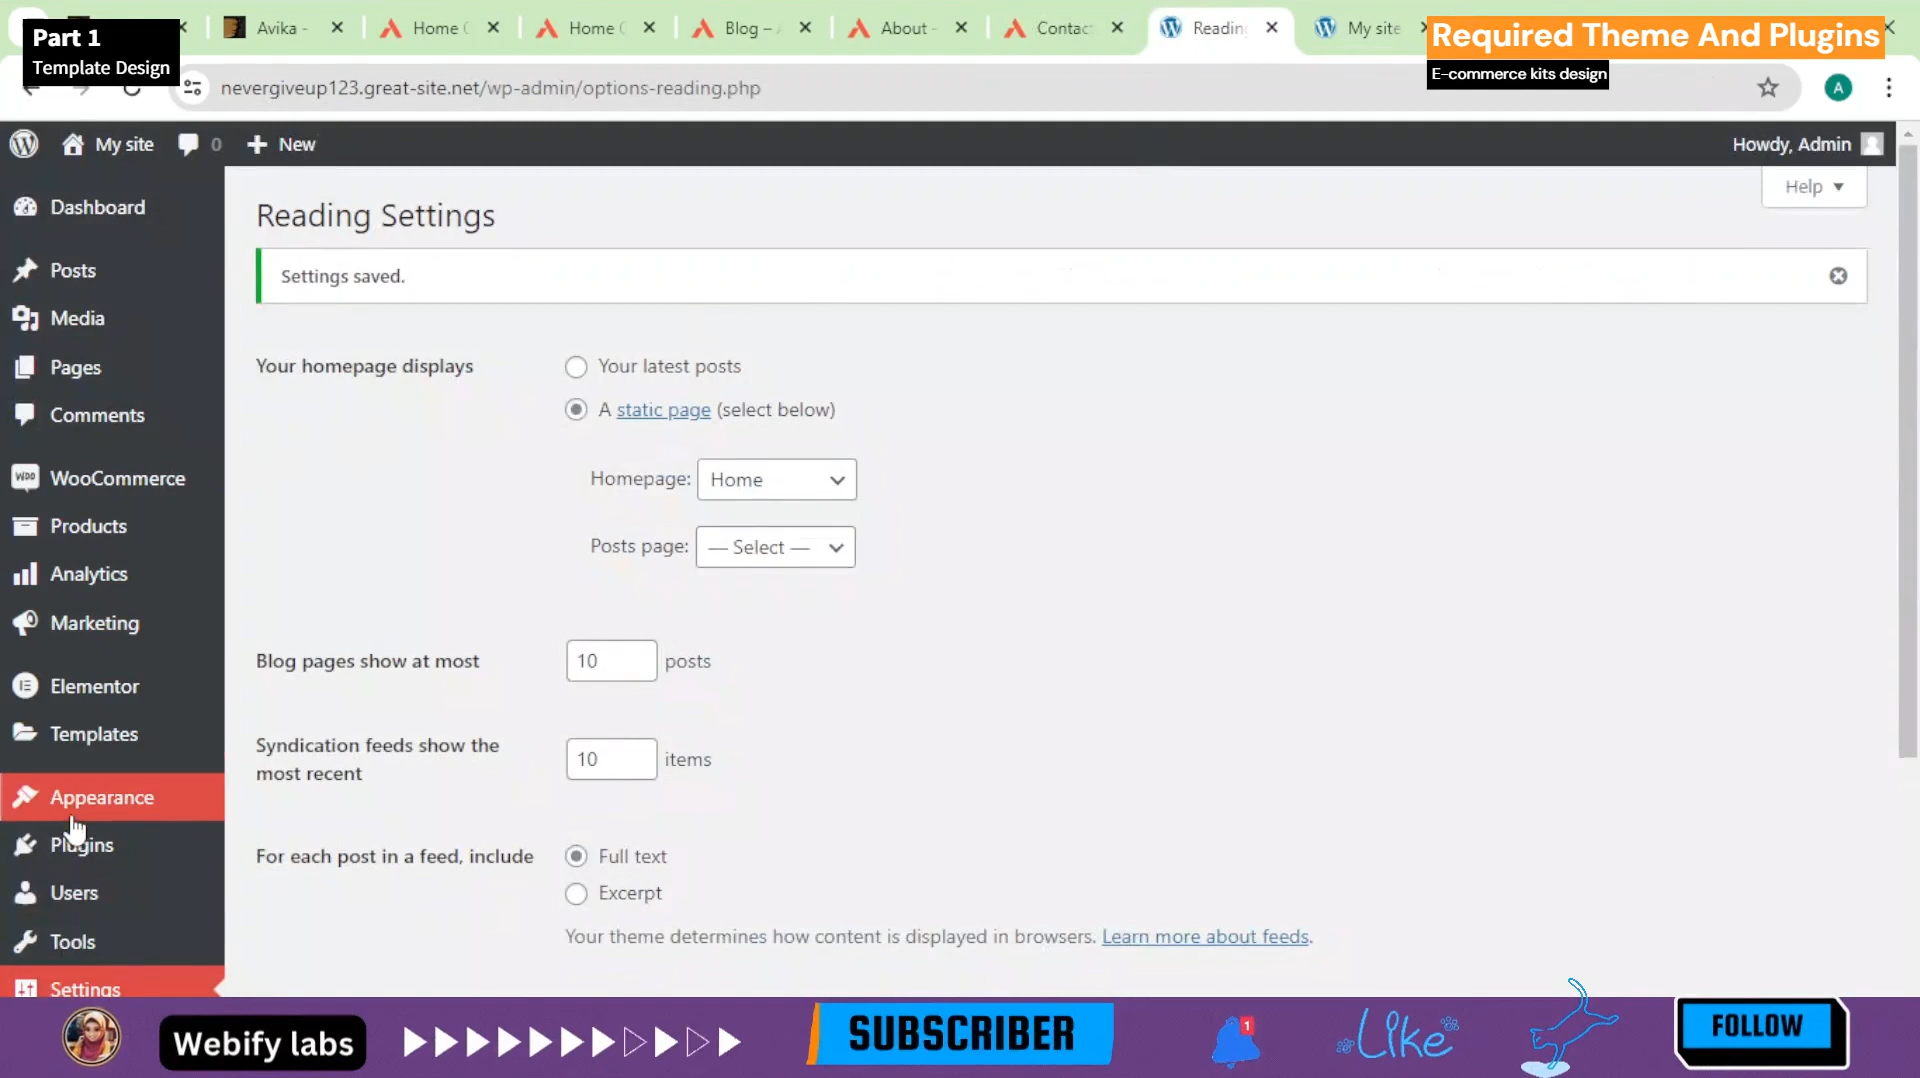 Part 1
Template Design
Avika -
Home
Home
Blog –
About -
Contac
Reading
My site
Required Theme And Plugins
E-commerce kits design
nevergiveup123.great-site.net/wp-admin/options-reading.php
A
My site
0
New
Howdy, Admin
Help
Dashboard
Posts
Media
Pages
Comments
WooCommerce
Products
Analytics
Marketing
Elementor
Templates
Appearance
Plugins
Users
Tools
Settings
Reading Settings
Settings saved.
Your homepage displays
Your latest posts
A static page (select below)
Homepage: Home
Posts page: — Select —
Blog pages show at most
10 posts
Syndication feeds show the
most recent
10 items
For each post in a feed, include
Full text
Excerpt
Your theme determines how content is displayed in browsers. Learn more about feeds.
Webify labs
SUBSCRIBER
1
Like
FOLLOW